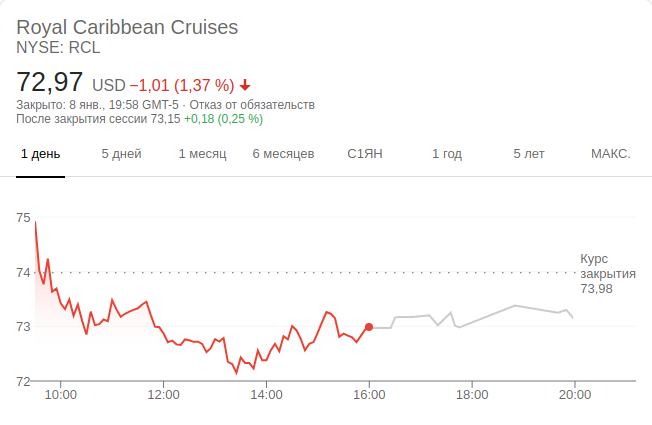 Royal Caribbean Cruises
NYSE: RCL
72,97 USD −1,01 (1,37 %)
Закрыто: 8 янв., 19:58 GMT-5 · Отказ от обязательств
После закрытия сессии 73,15 +0,18 (0,25 %)
1 день 5 дней 1 месяц 6 месяцев С1ЯН 1 год 5 лет МАКС.
75
74
73
72
Курс
закрытия
73,98
10:00 12:00 14:00 16:00 18:00 20:00